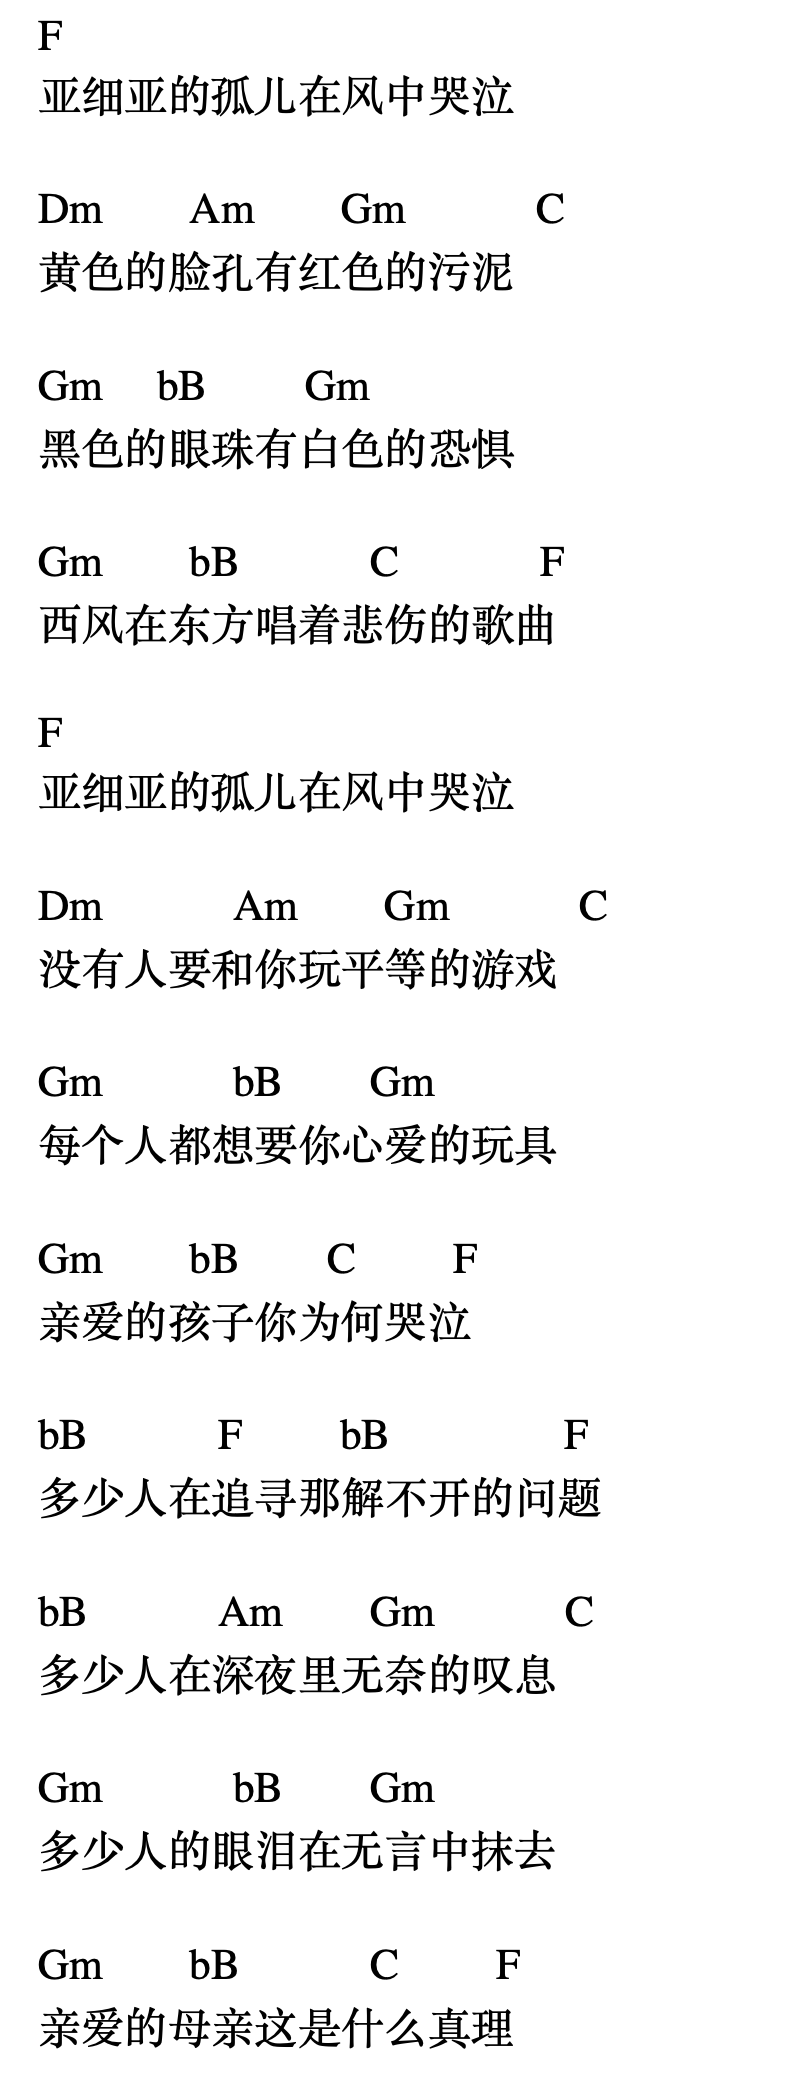 F
亚细亚的孤儿在风中哭泣
Dm Am Gm C
黄色的脸孔有红色的污泥
Gm bB Gm
黑色的眼珠有白色的恐惧
Gm bB C F
西风在东方唱着悲伤的歌曲
F
亚细亚的孤儿在风中哭泣
Dm Am Gm C
没有人要和你玩平等的游戏
Gm bB Gm
每个人都想要你心爱的玩具
Gm bB C F
亲爱的孩子你为何哭泣
bB F bB F
多少人在追寻那解不开的问题
bB Am Gm C
多少人在深夜里无奈的叹息
Gm bB Gm
多少人的眼泪在无言中抹去
Gm bB C F
亲爱的母亲这是什么真理